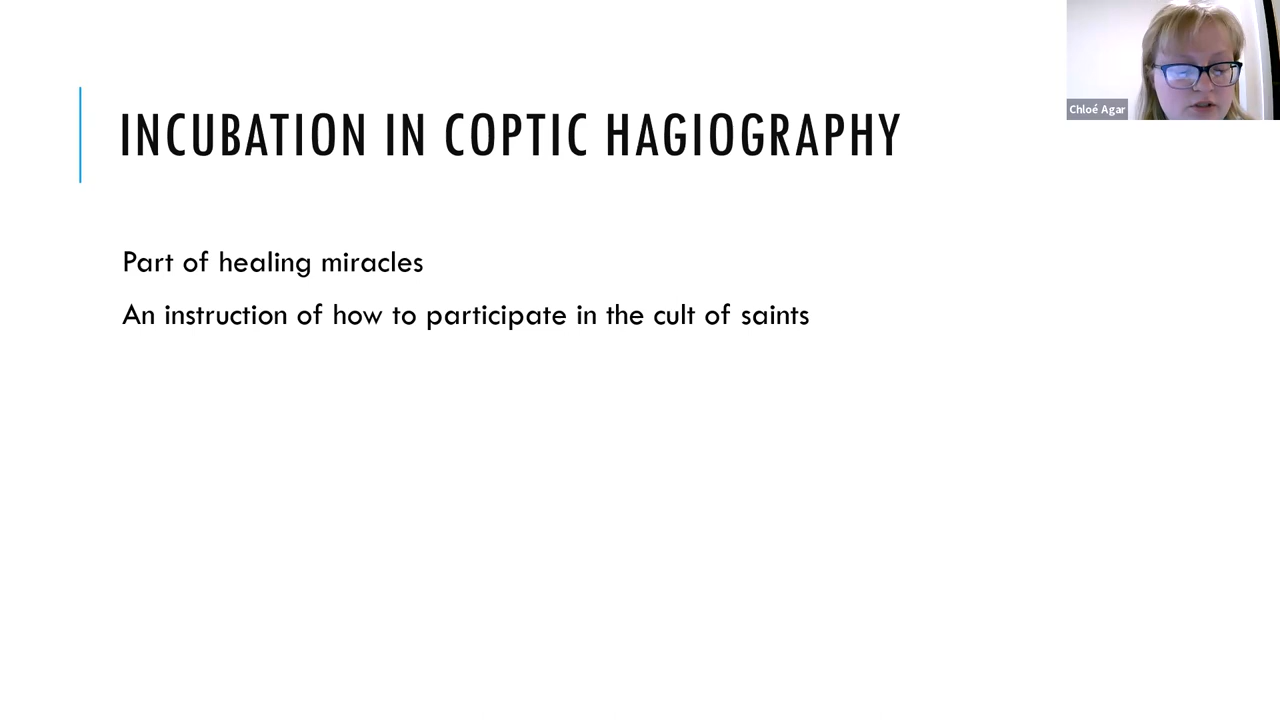 INCUBATION IN COPTIC HAGIOGRAPHY
Part of healing miracles
An instruction of how to participate in the cult of saints
Chloé Agar